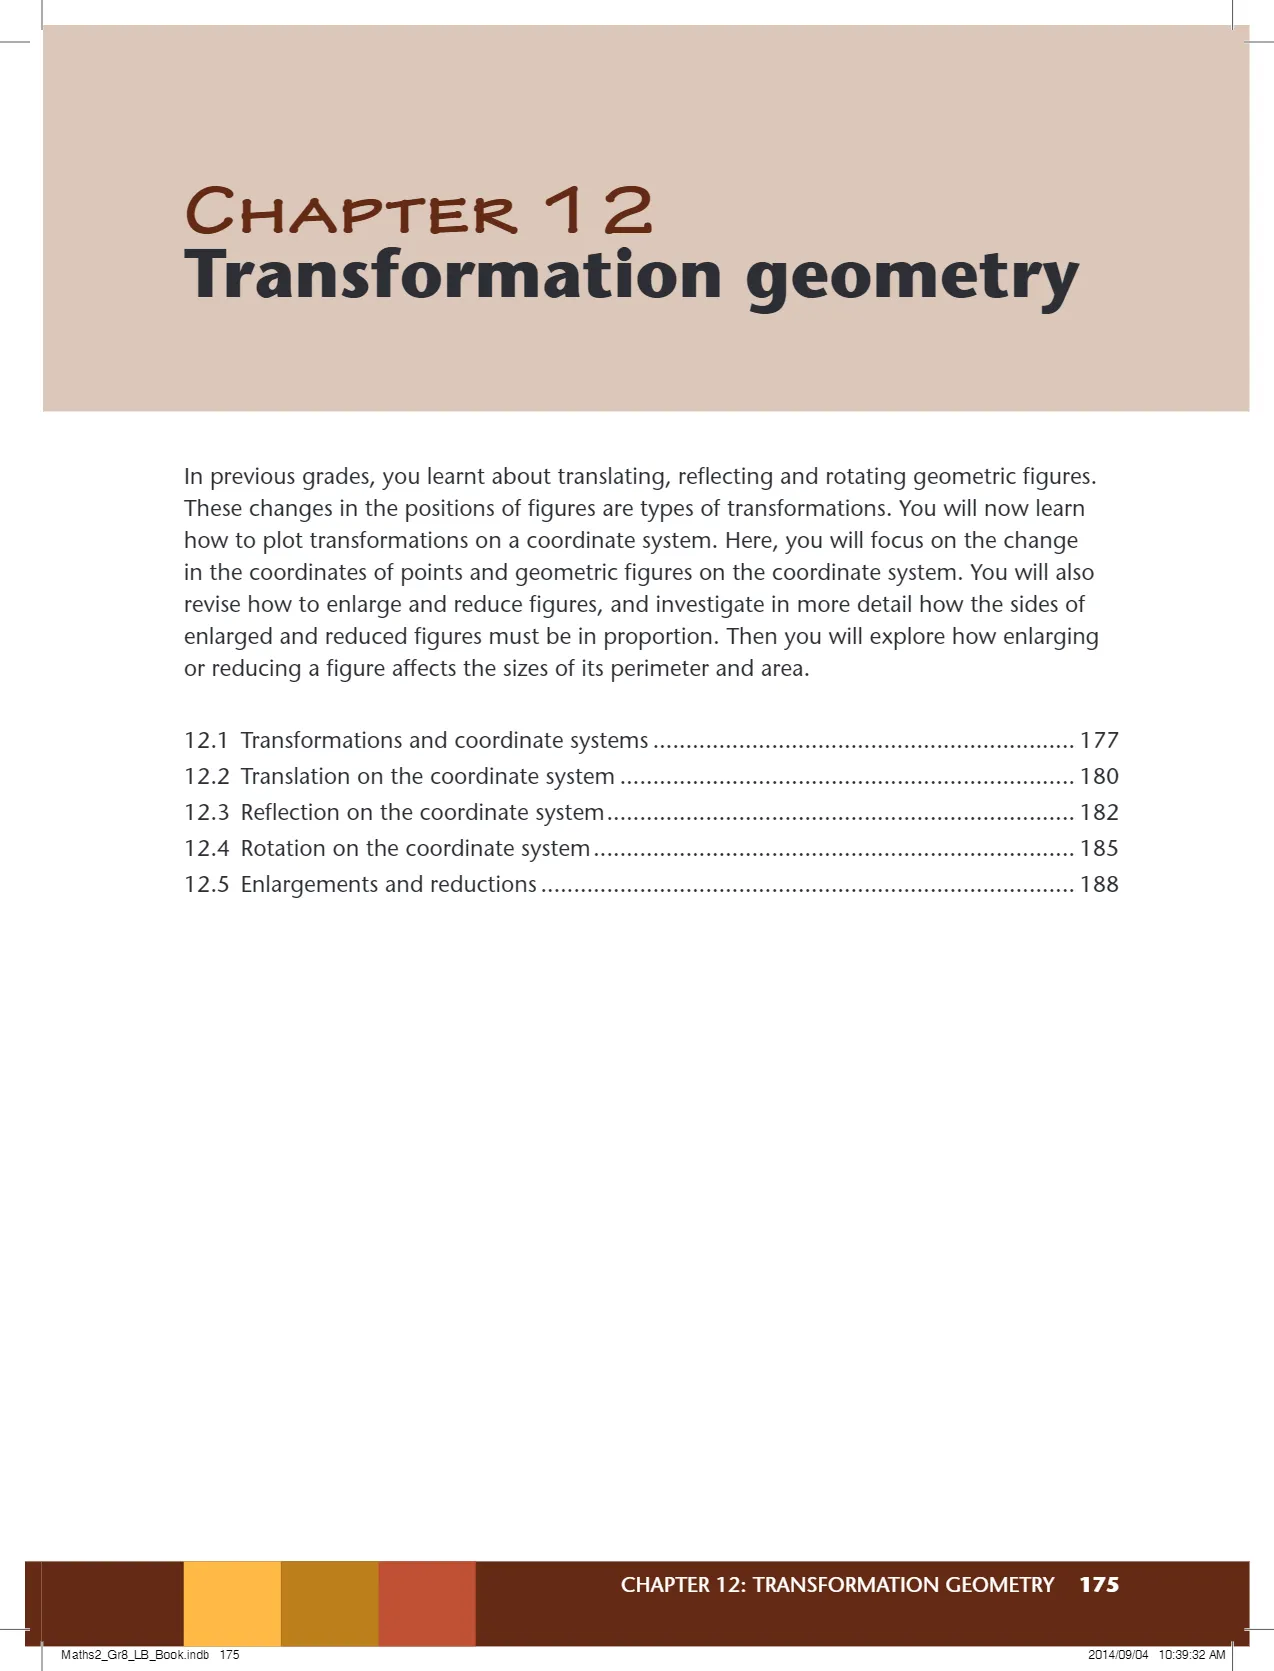 Chapter 12
Transformation geometry
In previous grades, you learnt about translating, reflecting and rotating geometric figures.
These changes in the positions of figures are types of transformations. You will now learn
how to plot transformations on a coordinate system. Here, you will focus on the change
in the coordinates of points and geometric figures on the coordinate system. You will also
revise how to enlarge and reduce figures, and investigate in more detail how the sides of
enlarged and reduced figures must be in proportion. Then you will explore how enlarging
or reducing a figure affects the sizes of its perimeter and area.
12.1 Transformations and coordinate systems ................................................................ 177
12.2 Translation on the coordinate system ..................................................................... 180
12.3 Reflection on the coordinate system....................................................................... 182
12.4 Rotation on the coordinate system......................................................................... 185
12.5 Enlargements and reductions ................................................................................. 188
CHAPTER 12: TRANSFORMATION GEOMETRY 175
Maths2_Gr8_LB_Book.indb 175 2014/09/04 10:39:32 AM